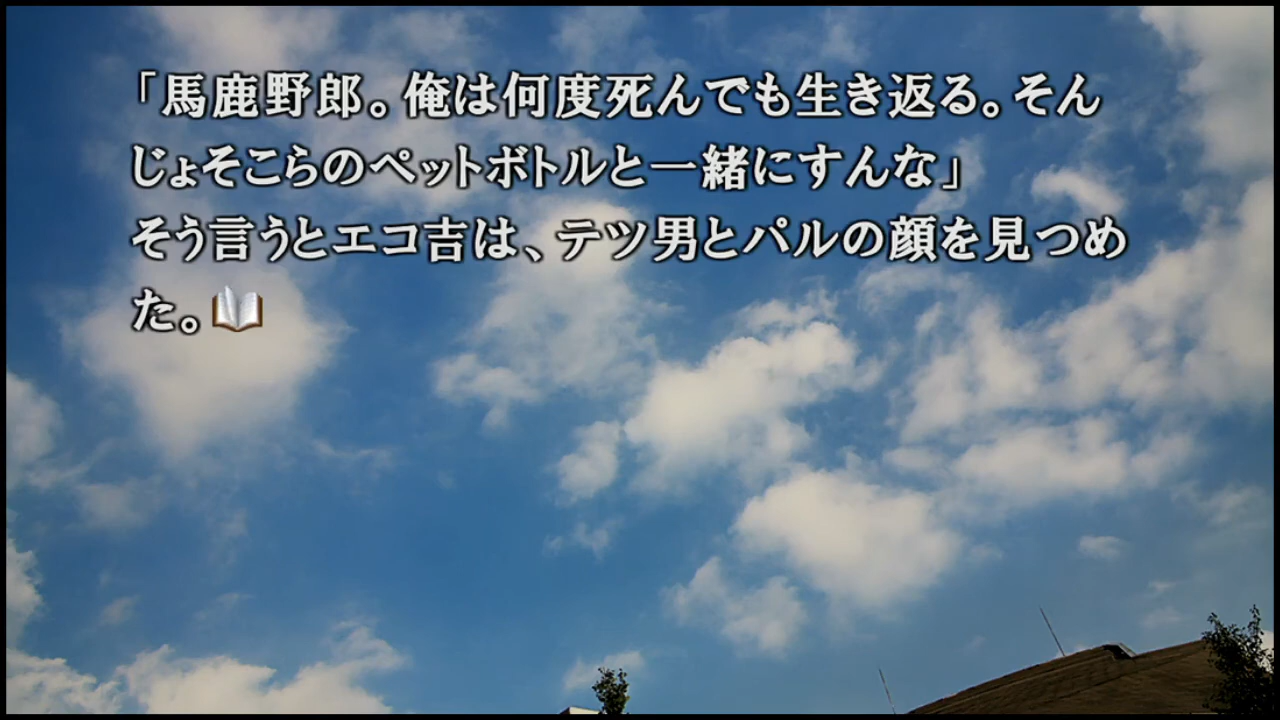 「馬鹿野郎。俺は何度死んでも生き返る。そん
じょそこらのペットボトルと一緒にすんな」
そう言うとエコ吉は、テツ男とパルの顔を見つめ
た。